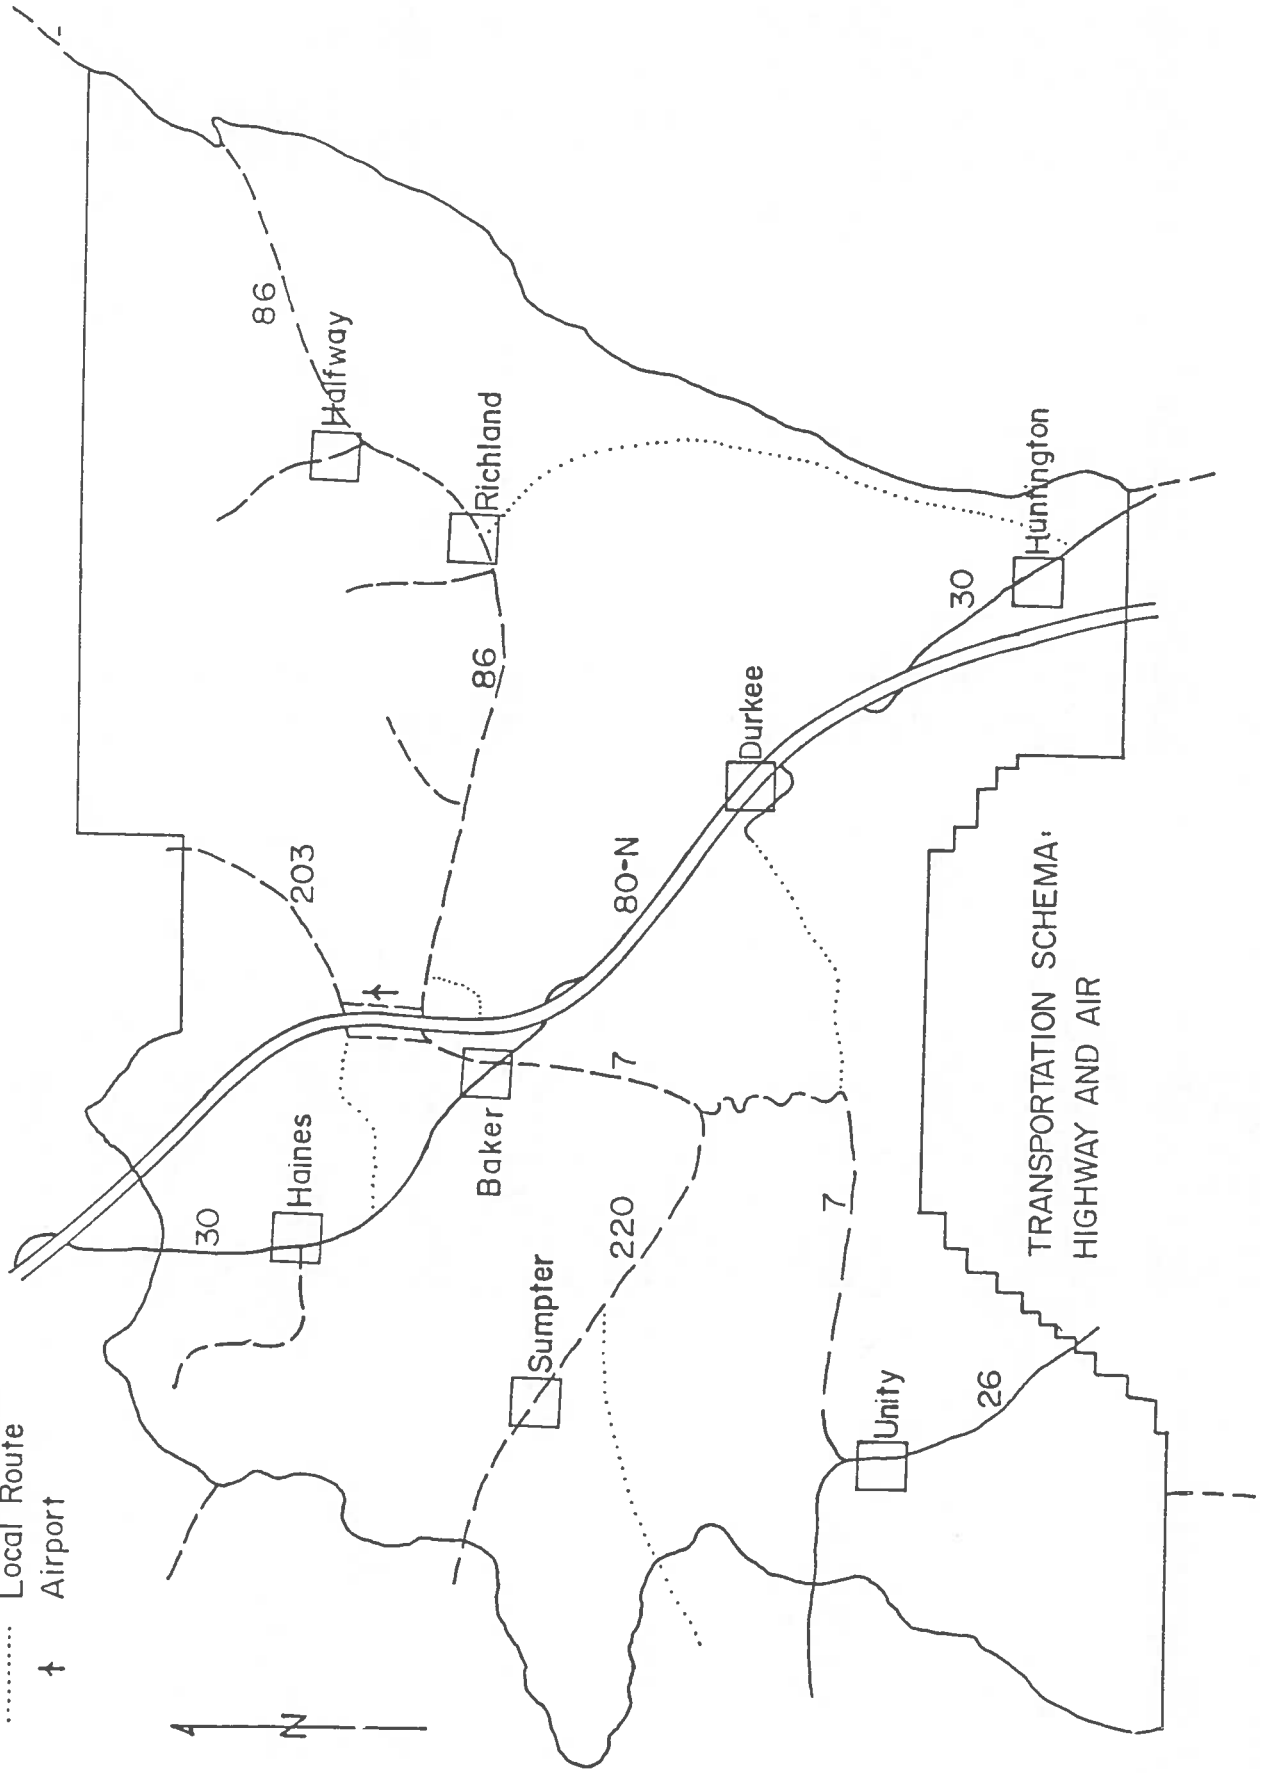 Local Route
Airport
N
86
Halfway
Richland
86
203
30
Haines
Baker
7
80-N
Durkee
30
Huntington
220
Sumpter
7
Unity
26
TRANSPORTATION SCHEMA:
HIGHWAY AND AIR